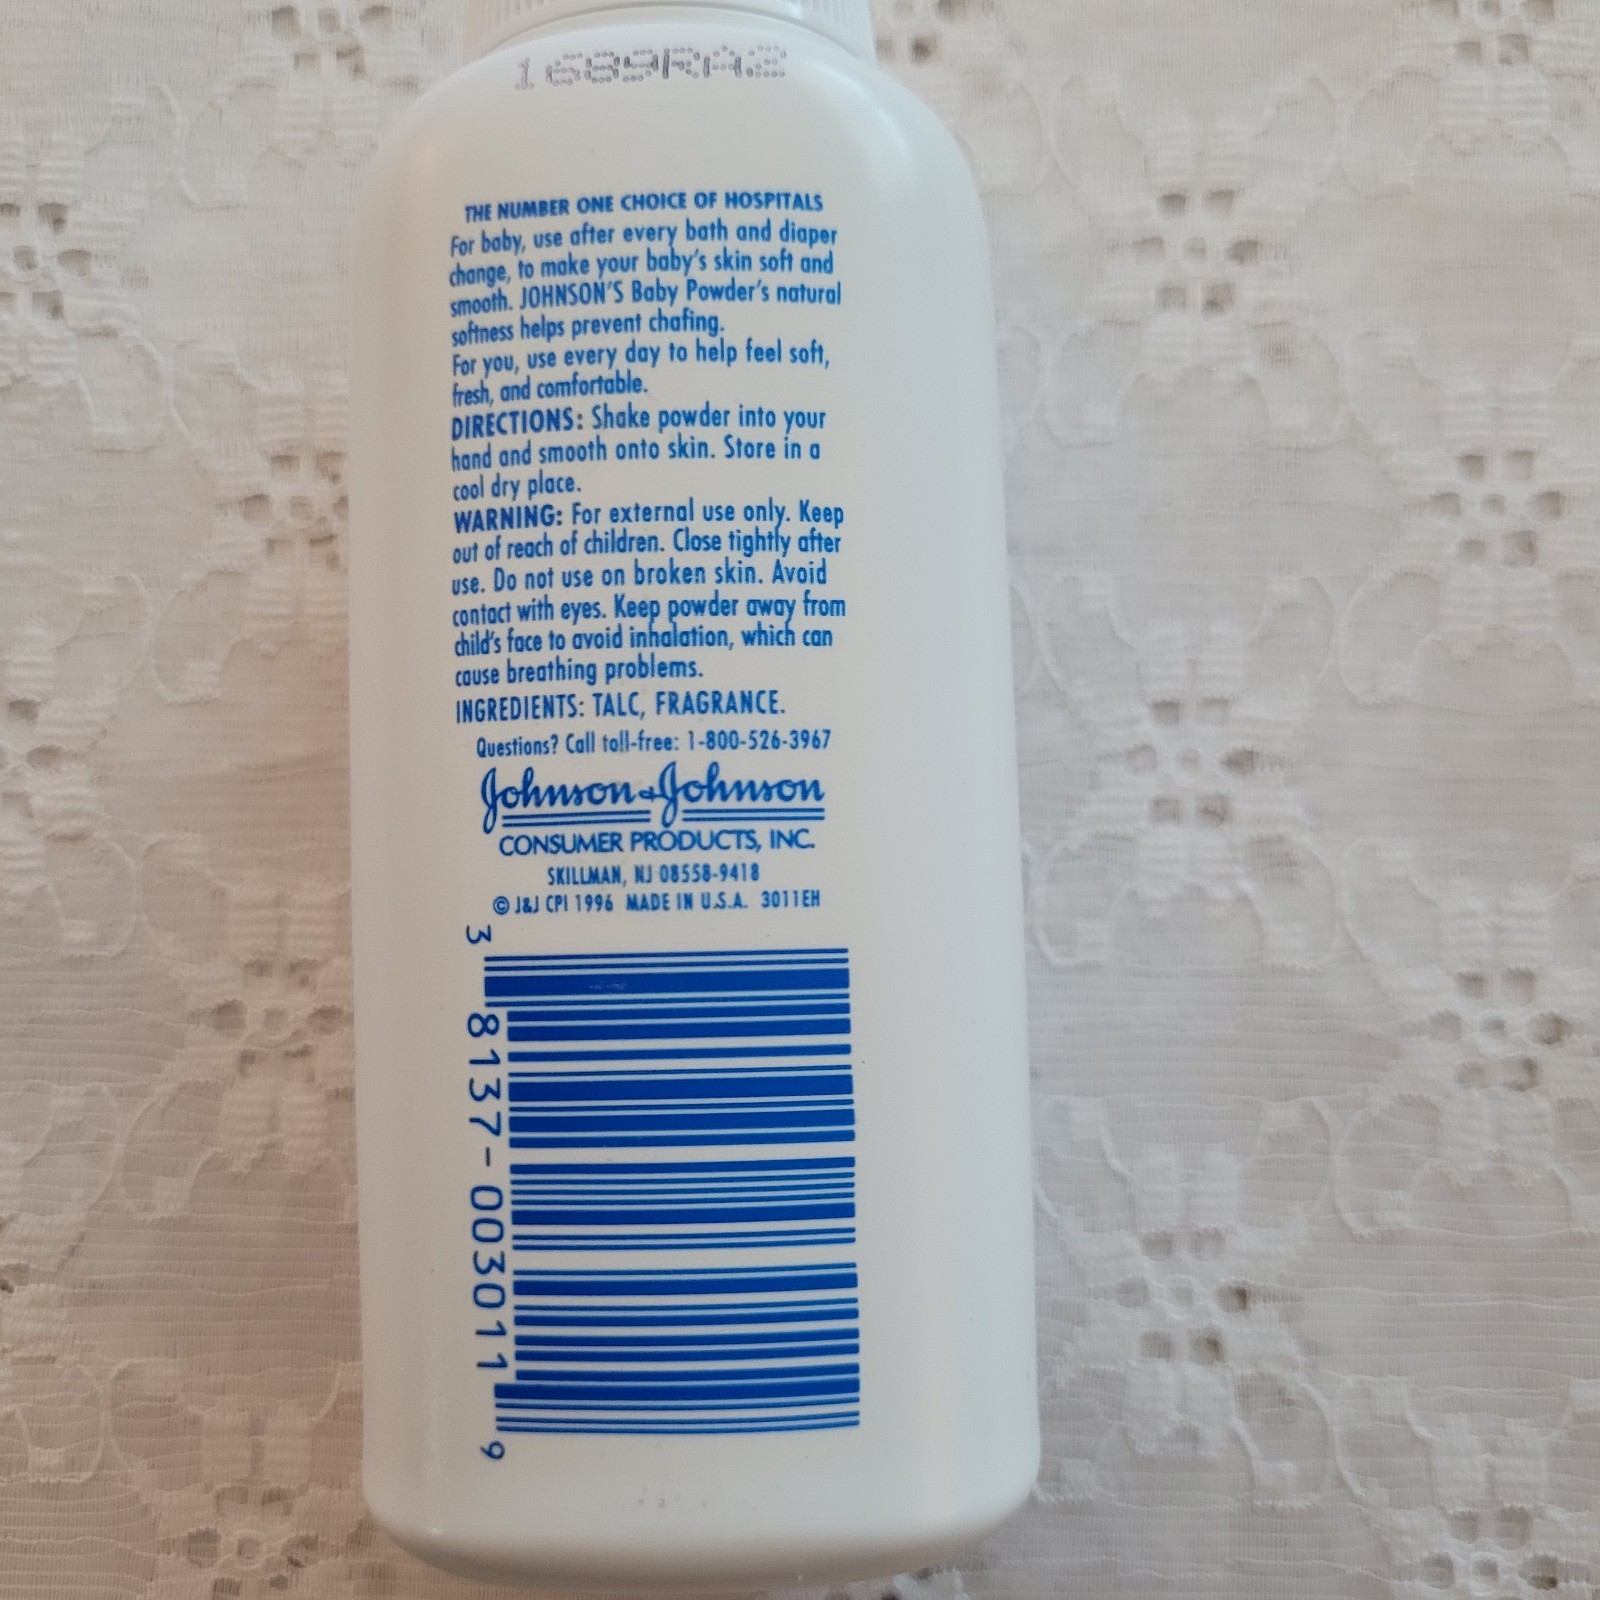 1689RA2
THE NUMBER ONE CHOICE OF HOSPITALS
For baby, use after every bath and diaper
change, to make your baby's skin soft and
smooth. JOHNSON'S Baby Powder's natural
softness helps prevent chafing.
For you, use every day to help feel soft,
fresh, and comfortable.
DIRECTIONS: Shake powder into your
hand and smooth onto skin. Store in a
cool dry place.
WARNING: For external use only. Keep
out of reach of children. Close tightly after
use. Do not use on broken skin. Avoid
contact with eyes. Keep powder away from
child's face to avoid inhalation, which can
cause breathing problems.
INGREDIENTS: TALC, FRAGRANCE.
Questions? Call toll-free: 1-800-526-3967
Johnson & Johnson
CONSUMER PRODUCTS, INC.
SKILLMAN, NJ 08558-9418
© J&J CPI 1996 MADE IN U.S.A. 3011EH
3 8137-003011 9